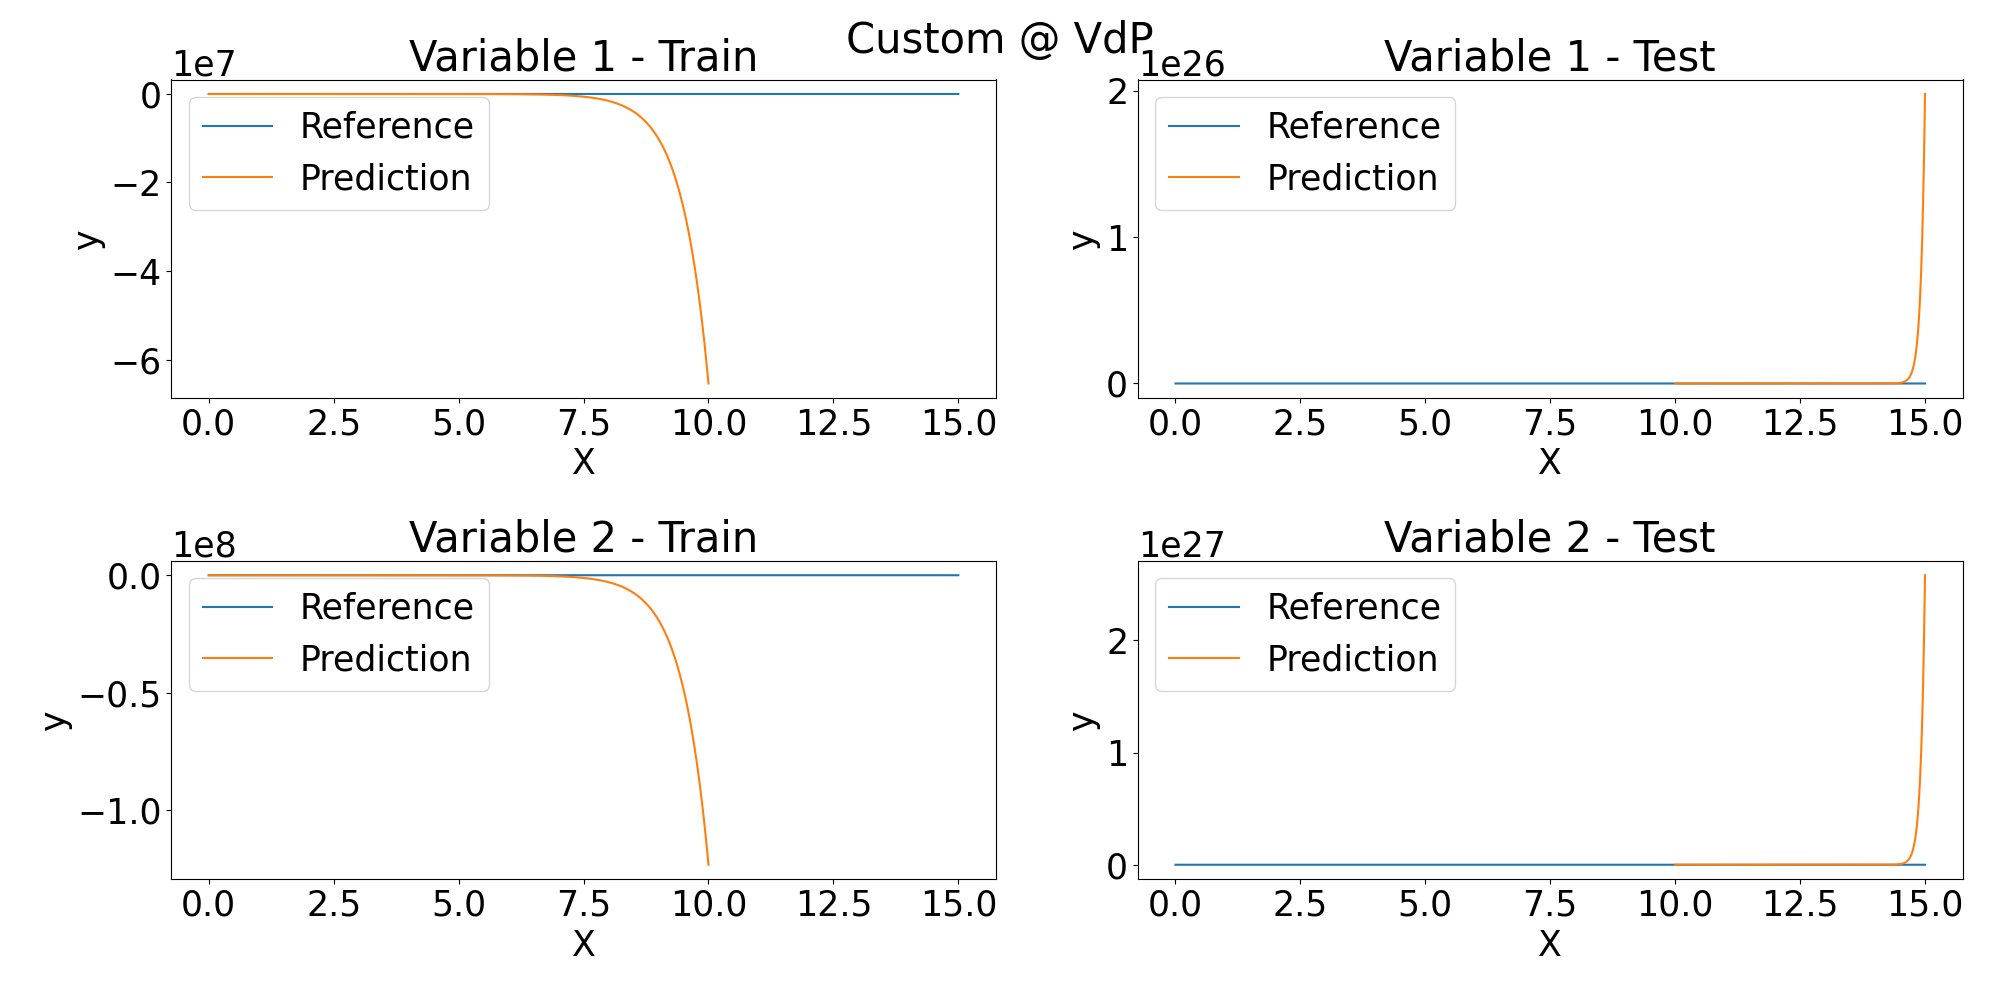 Custom @ VdP
Variable 1 - Train
1e7
0
−2
−4
−6
y
Reference
Prediction
0.0 2.5 5.0 7.5 10.0 12.5 15.0
X
Variable 1 - Test
1e26
2
1
0
y
Reference
Prediction
0.0 2.5 5.0 7.5 10.0 12.5 15.0
X
Variable 2 - Train
1e8
0.0
−0.5
−1.0
y
Reference
Prediction
0.0 2.5 5.0 7.5 10.0 12.5 15.0
X
Variable 2 - Test
1e27
2
1
0
y
Reference
Prediction
0.0 2.5 5.0 7.5 10.0 12.5 15.0
X